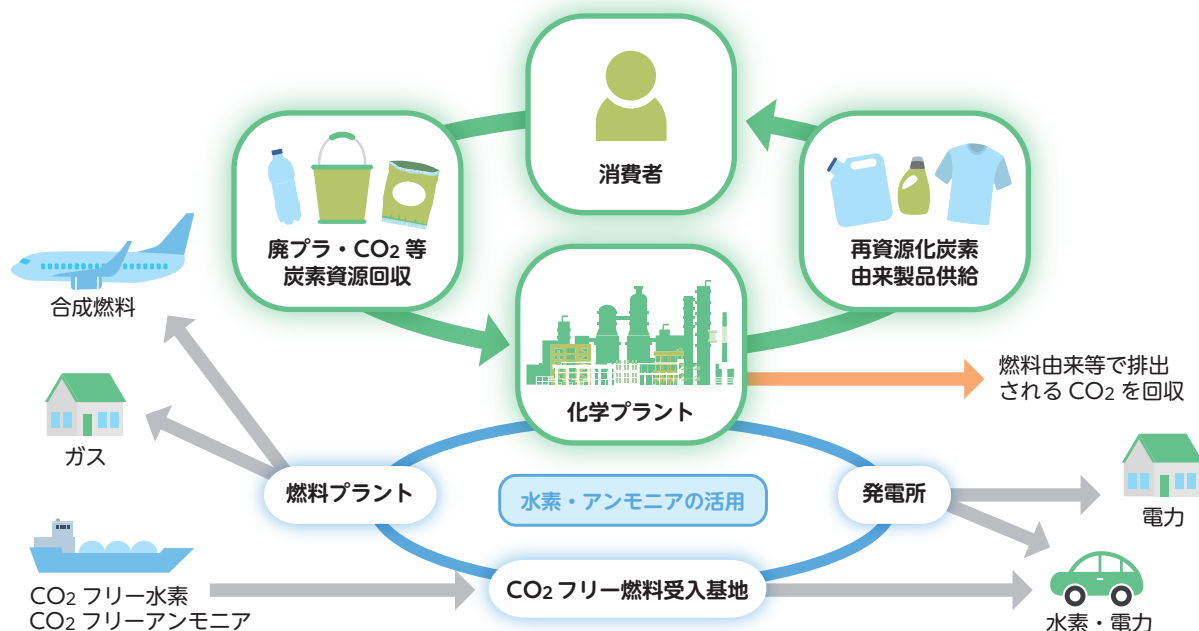 消費者
廃プラ・CO2 等
炭素資源回収
再資源化炭素
由来製品供給
合成燃料
化学プラント
燃料由来等で排出
される CO2 を回収
ガス
燃料プラント
水素・アンモニアの活用
発電所
電力
CO2 フリー水素
CO2 フリーアンモニア
CO2 フリー燃料受入基地
水素・電力